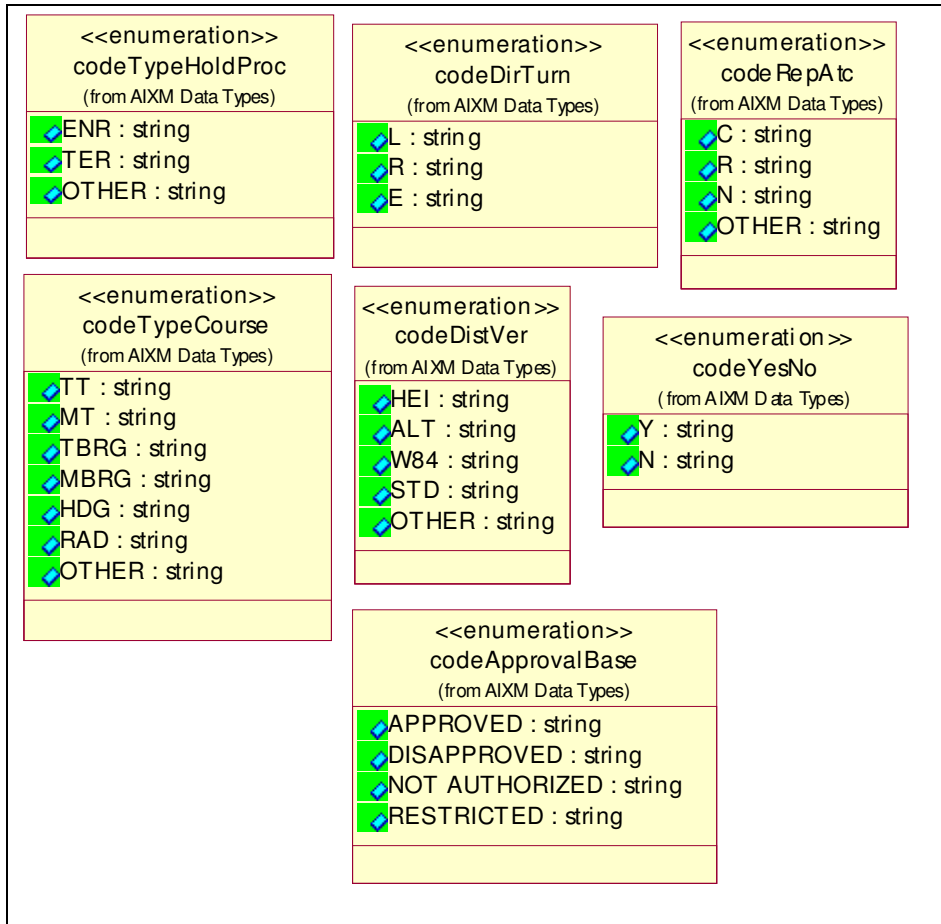 <<enumeration>>
codeTypeHoldProc
(from AIXM Data Types)
ENR : string
TER : string
OTHER : string
<<enumeration>>
codeDirTurn
(from AIXM Data Types)
L : string
R : string
E : string
<<enumeration>>
codeRepAtc
(from AIXM Data Types)
C : string
R : string
N : string
OTHER : string
<<enumeration>>
codeTypeCourse
(from AIXM Data Types)
TT : string
MT : string
TBRG : string
MBRG : string
HDG : string
RAD : string
OTHER : string
<<enumeration>>
codeDistVer
(from AIXM Data Types)
HEI : string
ALT : string
W84 : string
STD : string
OTHER : string
<<enumeration>>
codeYesNo
(from AIXM Data Types)
Y : string
N : string
<<enumeration>>
codeApprovalBase
(from AIXM Data Types)
APPROVED : string
DISAPPROVED : string
NOT AUTHORIZED : string
RESTRICTED : string